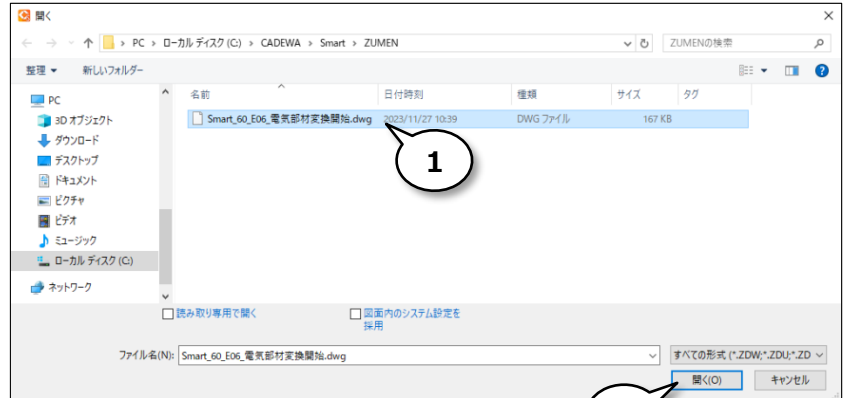 開く
PC > ローカル ディスク (C:) > CADEWA > Smart > ZUMEN
ZUMENの検索
整理 新しいフォルダー
名前 日付時刻 種類 サイズ タグ
PC
3D オブジェクト
ダウンロード
デスクトップ
ドキュメント
ピクチャ
ビデオ
ミュージック
ローカル ディスク (C:)
ネットワーク
Smart_60_E06_電気部材変換開始.dwg 2023/11/27 10:39 DWG ファイル 167 KB
1
読み取り専用で開く
図面内のシステム設定を
採用
ファイル名(N): Smart_60_E06_電気部材変換開始.dwg
すべての形式 (*.ZDW;*.ZDU;*.ZD
開く(O) キャンセル